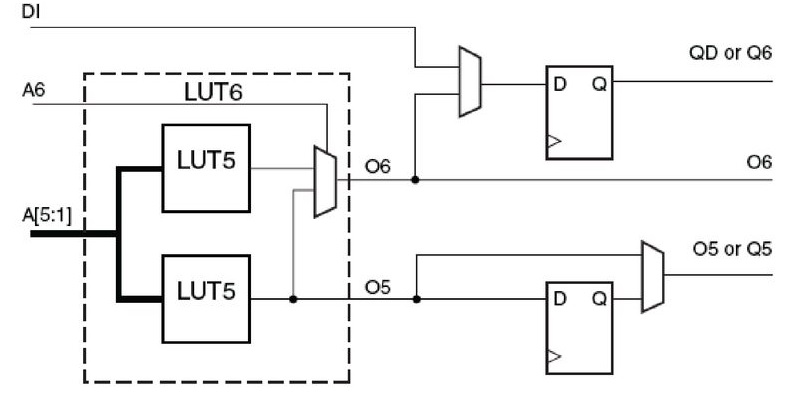 DI
QD or Q6
D Q
A6
LUT6
LUT5
O6
O6
A[5:1]
O5 or Q5
LUT5
O5
D Q